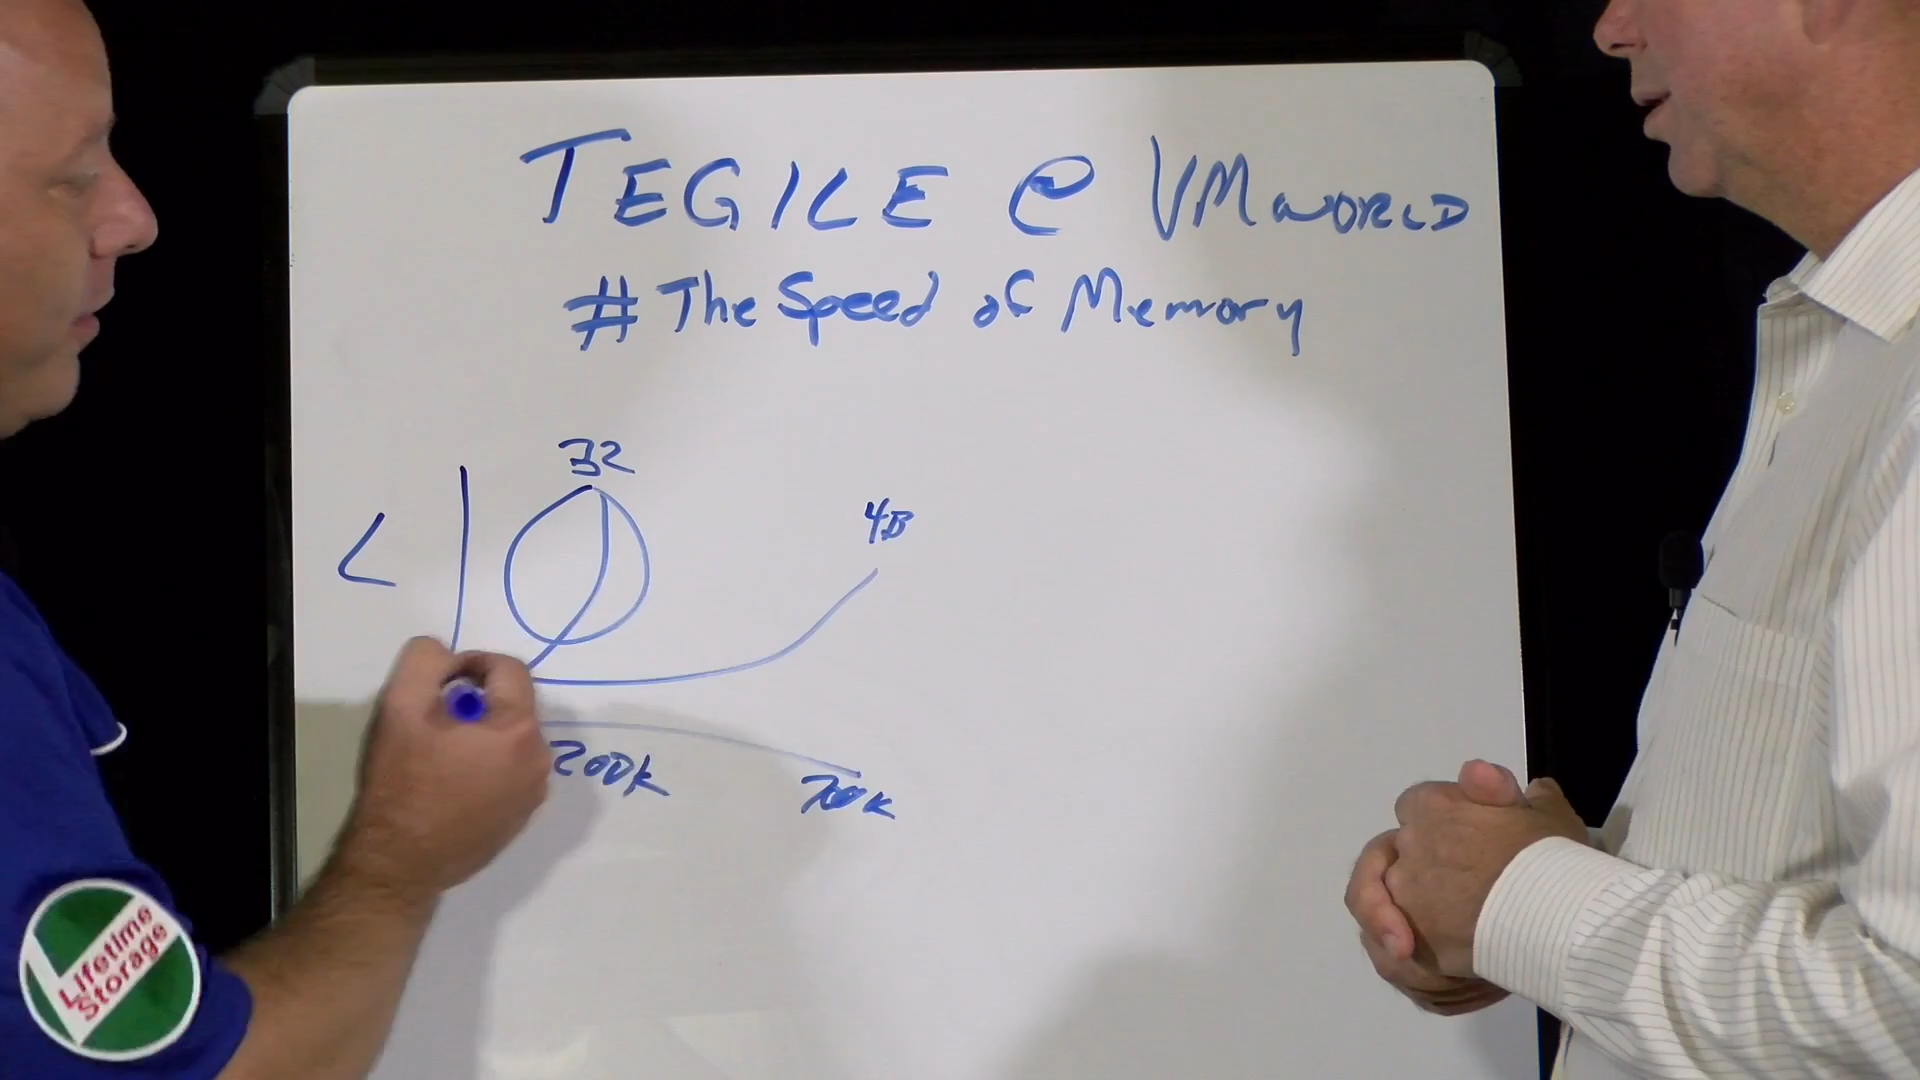 TEGILE @ VMWORLD
# The Speed of Memory
32
4B
L
200K
700K
Lifetime
Storage